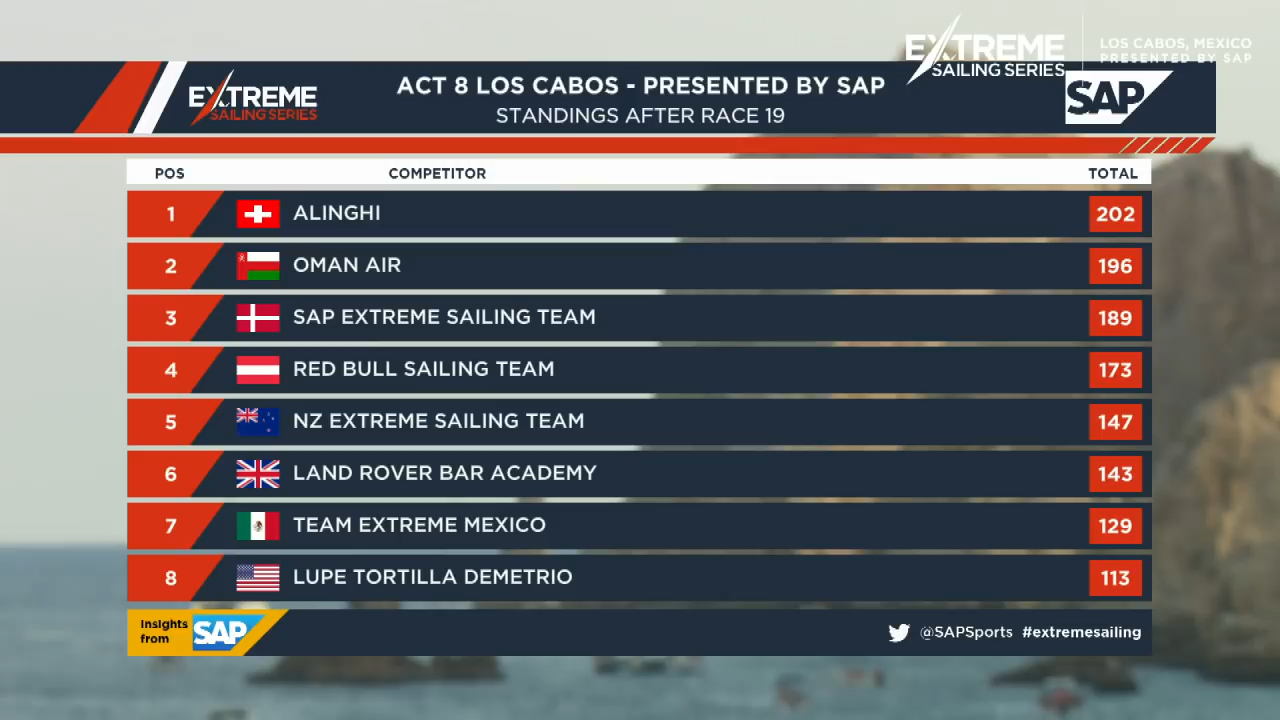 EXTREME
SAILING SERIES
LOS CABOS, MEXICO
PRESENTED BY SAP
EXTREME
SAILING SERIES
ACT 8 LOS CABOS - PRESENTED BY SAP
STANDINGS AFTER RACE 19
SAP
POS COMPETITOR TOTAL
1 ALINGHI 202
2 OMAN AIR 196
3 SAP EXTREME SAILING TEAM 189
4 RED BULL SAILING TEAM 173
5 NZ EXTREME SAILING TEAM 147
6 LAND ROVER BAR ACADEMY 143
7 TEAM EXTREME MEXICO 129
8 LUPE TORTILLA DEMETRIO 113
Insights
from SAP
@SAPSports #extremesailing